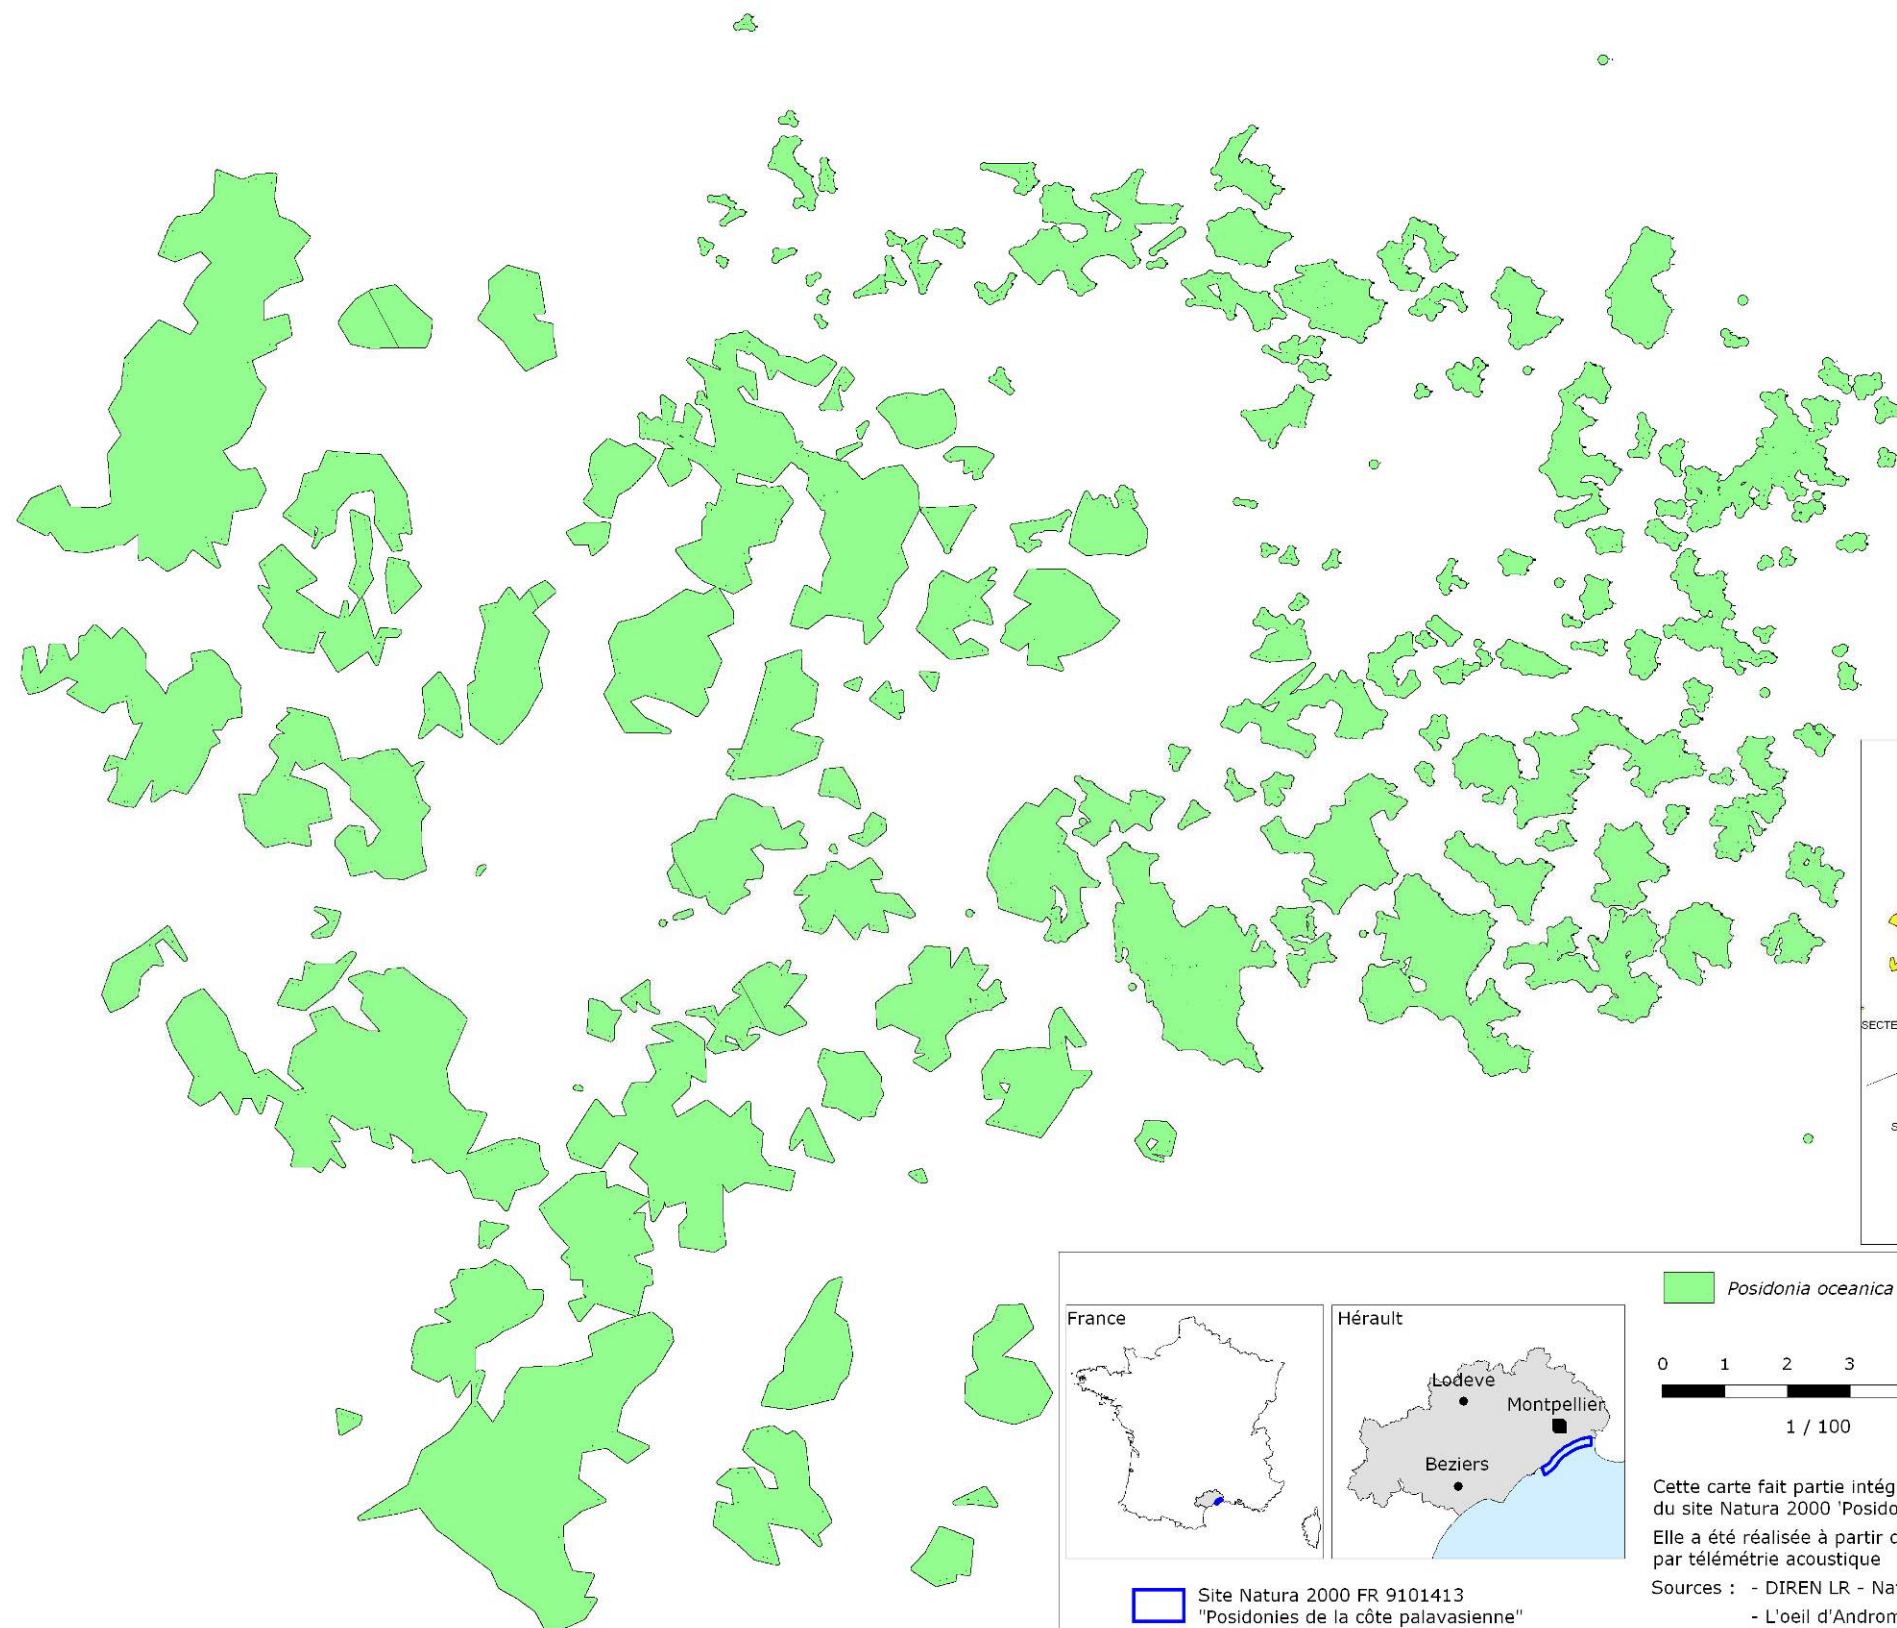 SECTE
S
Posidonia oceanica
France
Hérault
Lodeve
Montpellier
Beziers
0 1 2 3
1 / 100
Cette carte fait partie intég
du site Natura 2000 'Posido
Elle a été réalisée à partir d
par télémétrie acoustique
Sources : - DIREN LR - Nat
- L'oeil d'Androm
Site Natura 2000 FR 9101413
"Posidonies de la côte palavasienne"